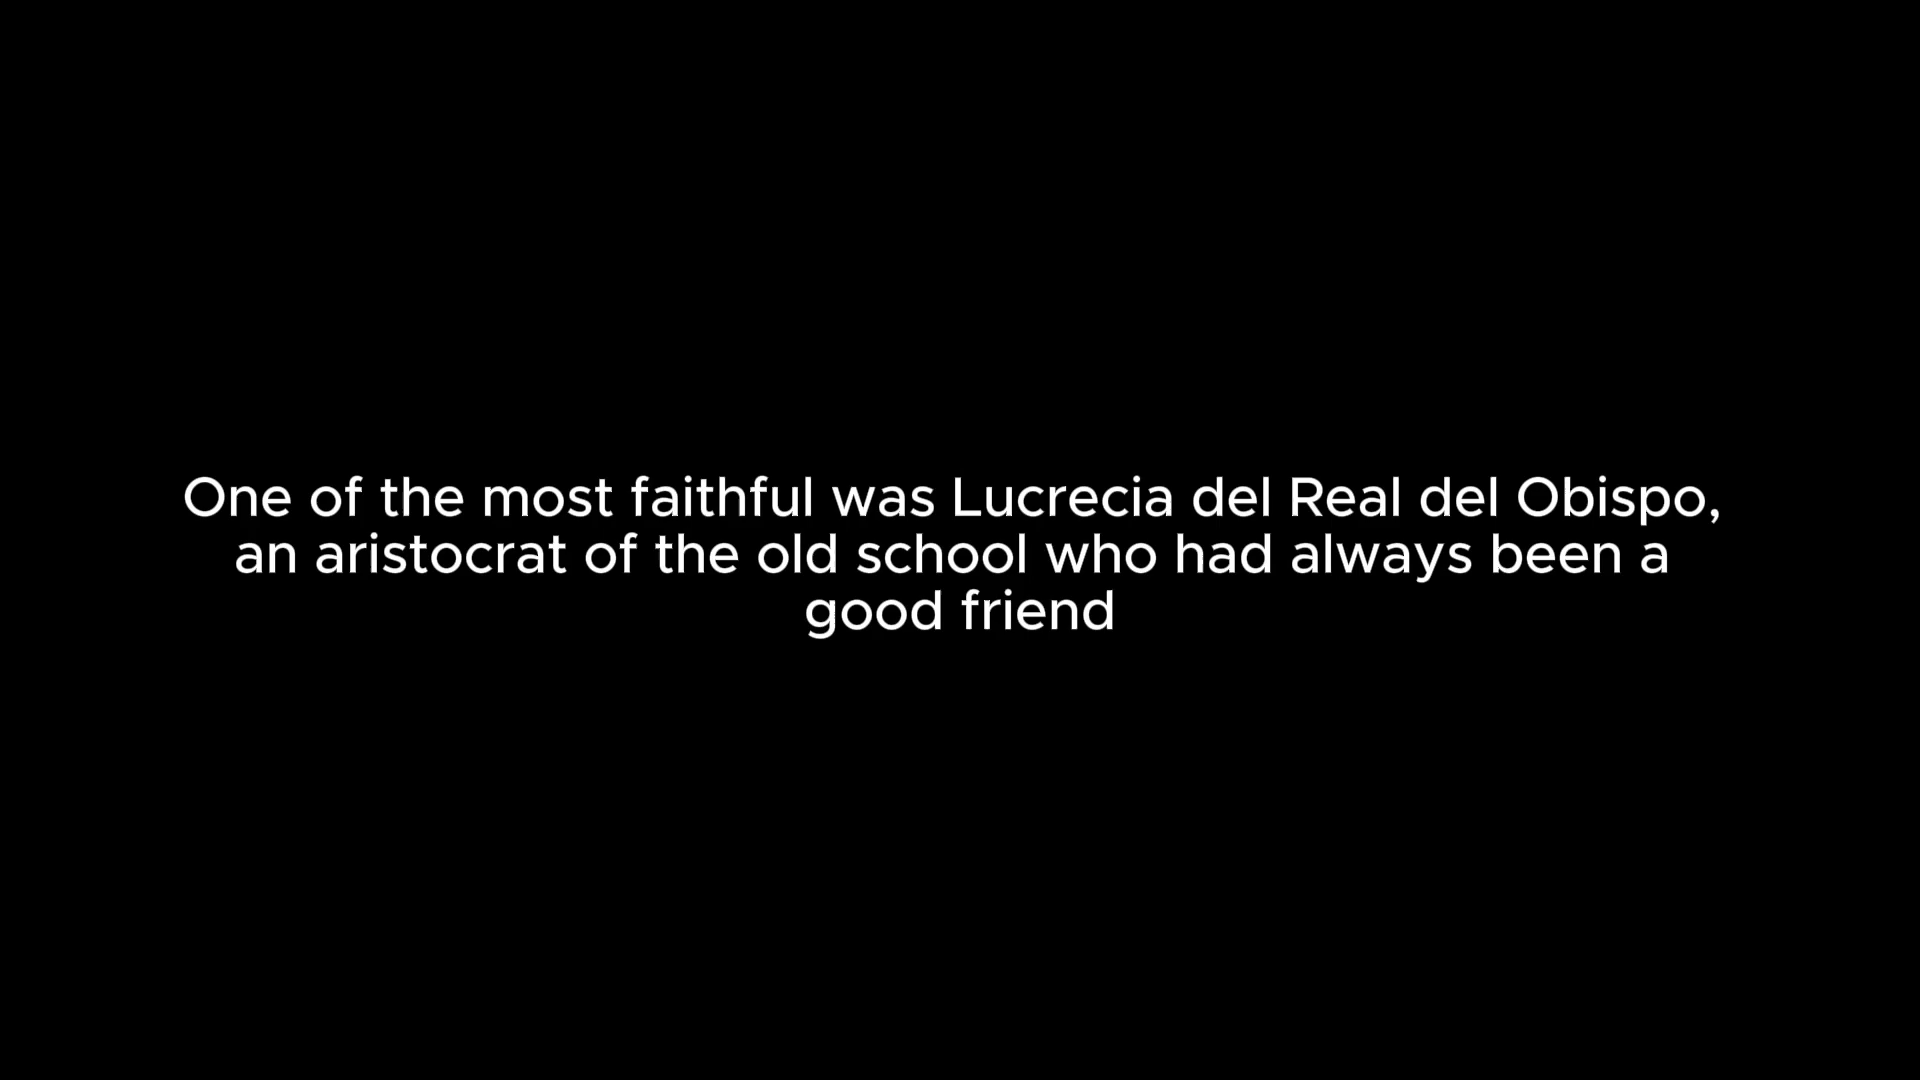 One of the most faithful was Lucrecia del Real del Obispo,
an aristocrat of the old school who had always been a
good friend